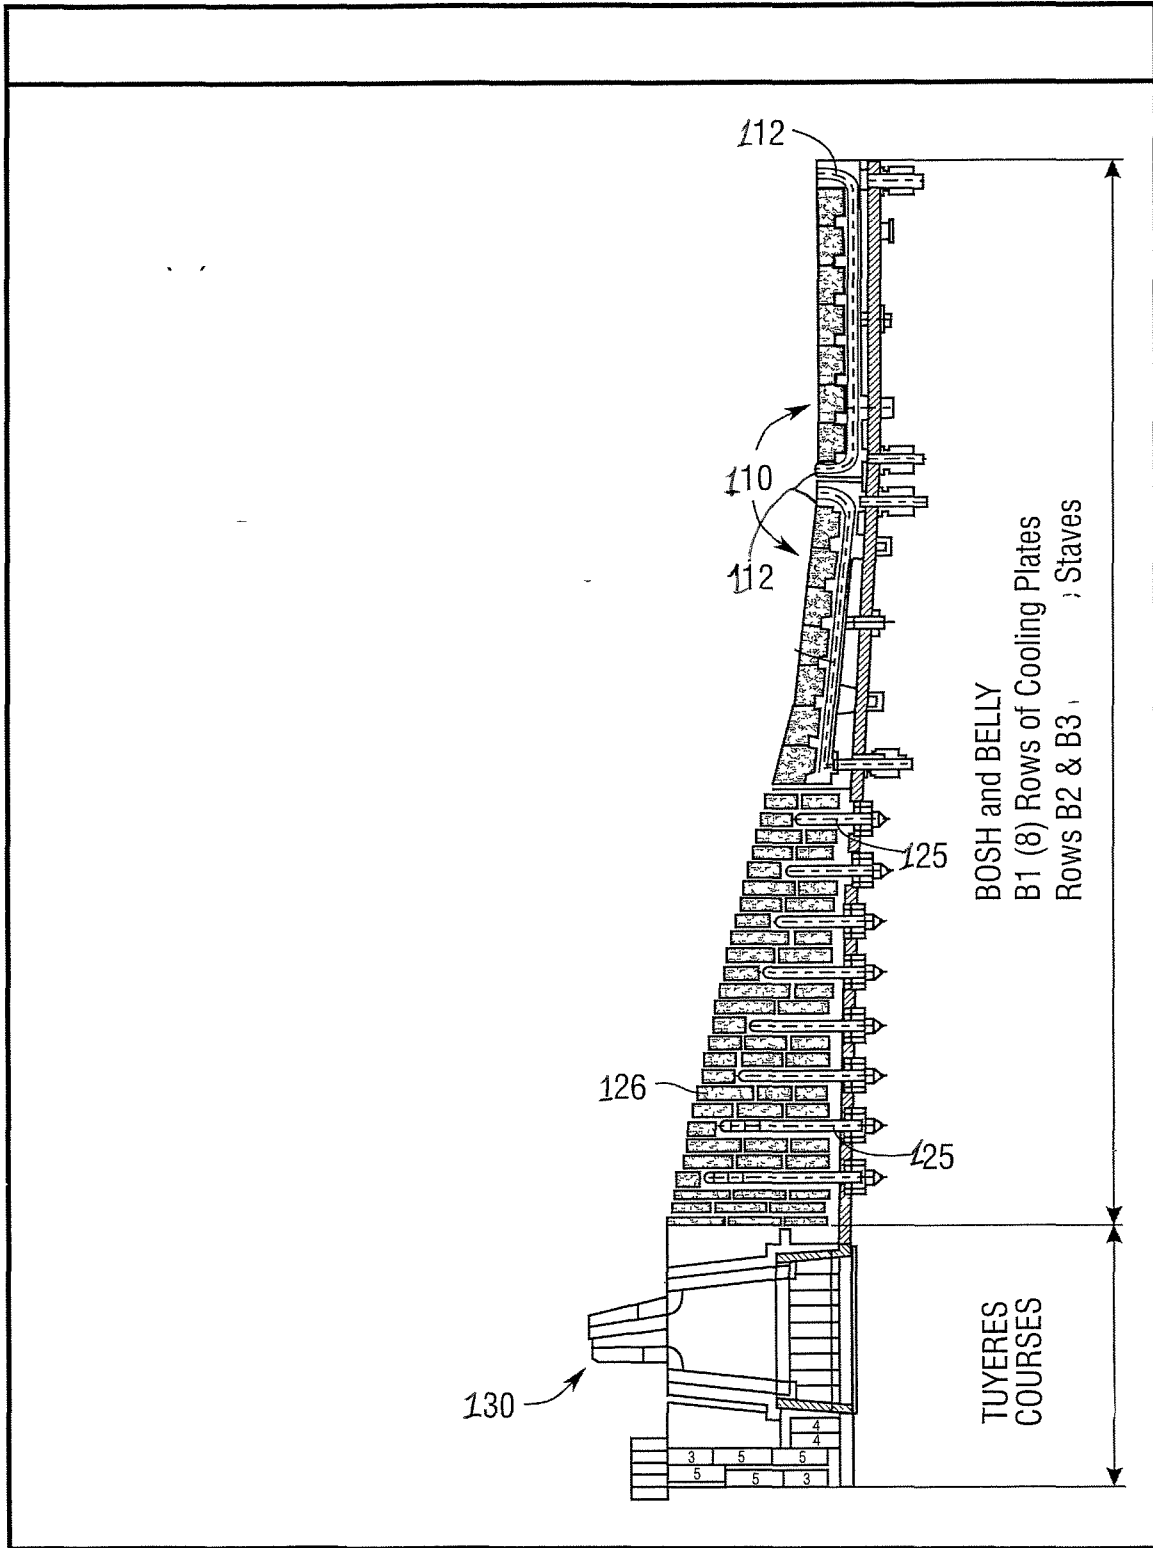 112
110
112
BOSH and BELLY
B1 (8) Rows of Cooling Plates
Rows B2 & B3 Staves
125
126
125
130
TUYERES
COURSES
4
4
3 5 5
5 5 3